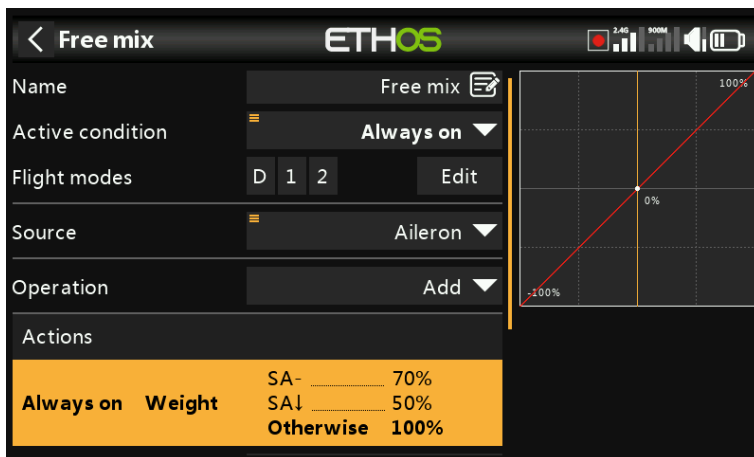 Free mix
ETHOS
2.4G 900M
Name Free mix
Active condition Always on
Flight modes D 1 2 Edit
Source Aileron
Operation Add
Actions
Always on Weight
SA- 70%
SA↓ 50%
Otherwise 100%
100%
0%
-100%